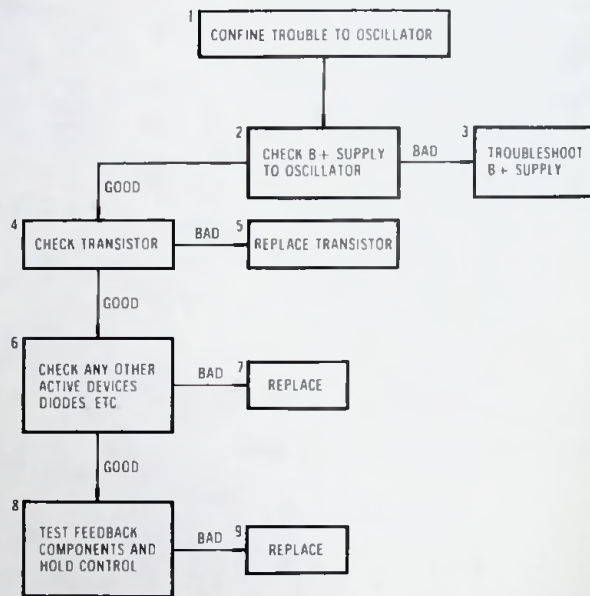 1
CONFINE TROUBLE TO OSCILLATOR
2
CHECK B+ SUPPLY
TO OSCILLATOR
BAD
3
TROUBLESHOOT
B+ SUPPLY
GOOD
4
CHECK TRANSISTOR
BAD
5
REPLACE TRANSISTOR
GOOD
6
CHECK ANY OTHER
ACTIVE DEVICES
DIODES ETC
BAD
7
REPLACE
GOOD
8
TEST FEEDBACK
COMPONENTS AND
HOLD CONTROL
BAD
9
REPLACE